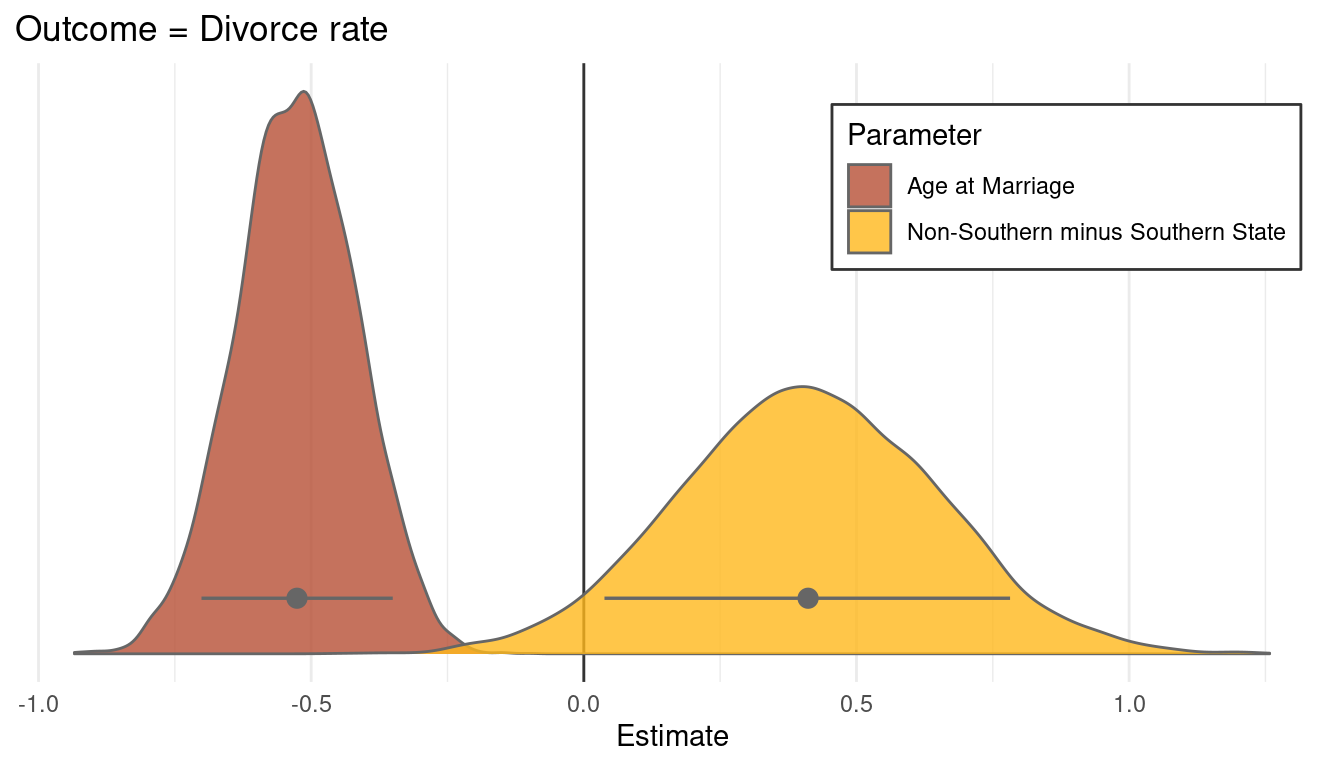 Outcome = Divorce rate
Parameter
Age at Marriage
Non-Southern minus Southern State
-1.0 -0.5 0.0 0.5 1.0
Estimate